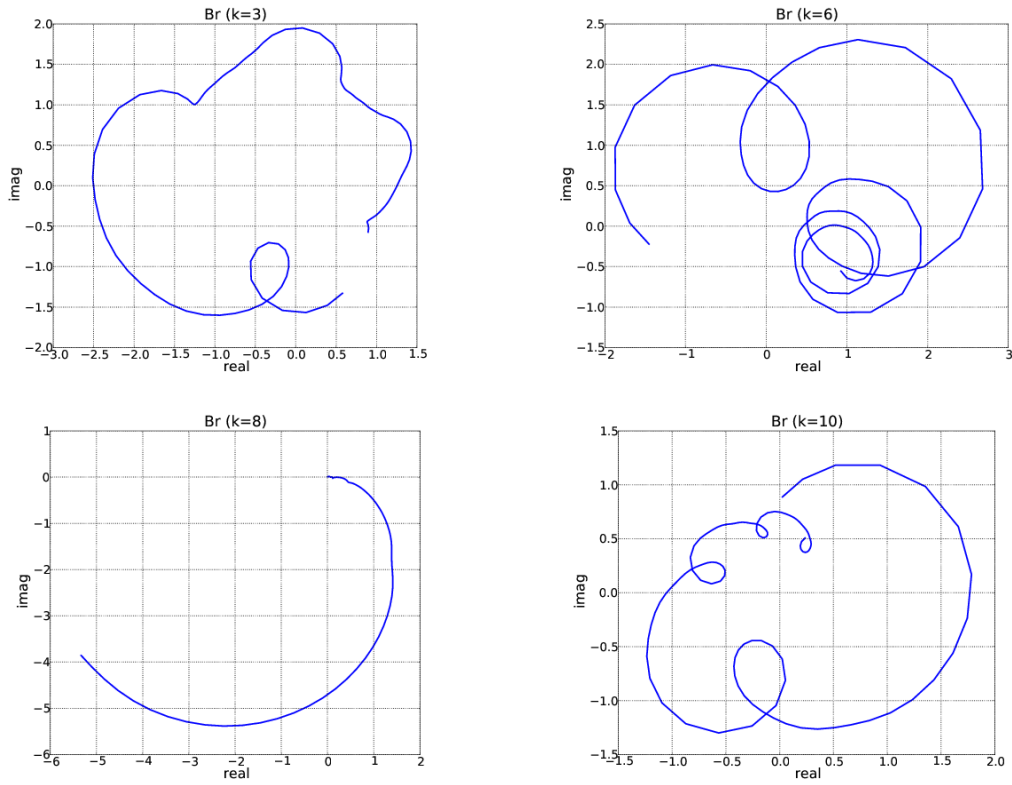 Br (k=3)
2.0
1.5
1.0
0.5
0.0
−0.5
−1.0
−1.5
−2.0
imag
−3.0 −2.5 −2.0 −1.5 −1.0 −0.5 0.0 0.5 1.0 1.5
real
Br (k=6)
2.5
2.0
1.5
1.0
0.5
0.0
−0.5
−1.0
−1.5
imag
−2 −1 0 1 2 3
real
Br (k=8)
1
0
−1
−2
−3
−4
−5
−6
imag
−6 −5 −4 −3 −2 −1 0 1 2
real
Br (k=10)
1.5
1.0
0.5
0.0
−0.5
−1.0
−1.5
imag
−1.5 −1.0 −0.5 0.0 0.5 1.0 1.5 2.0
real